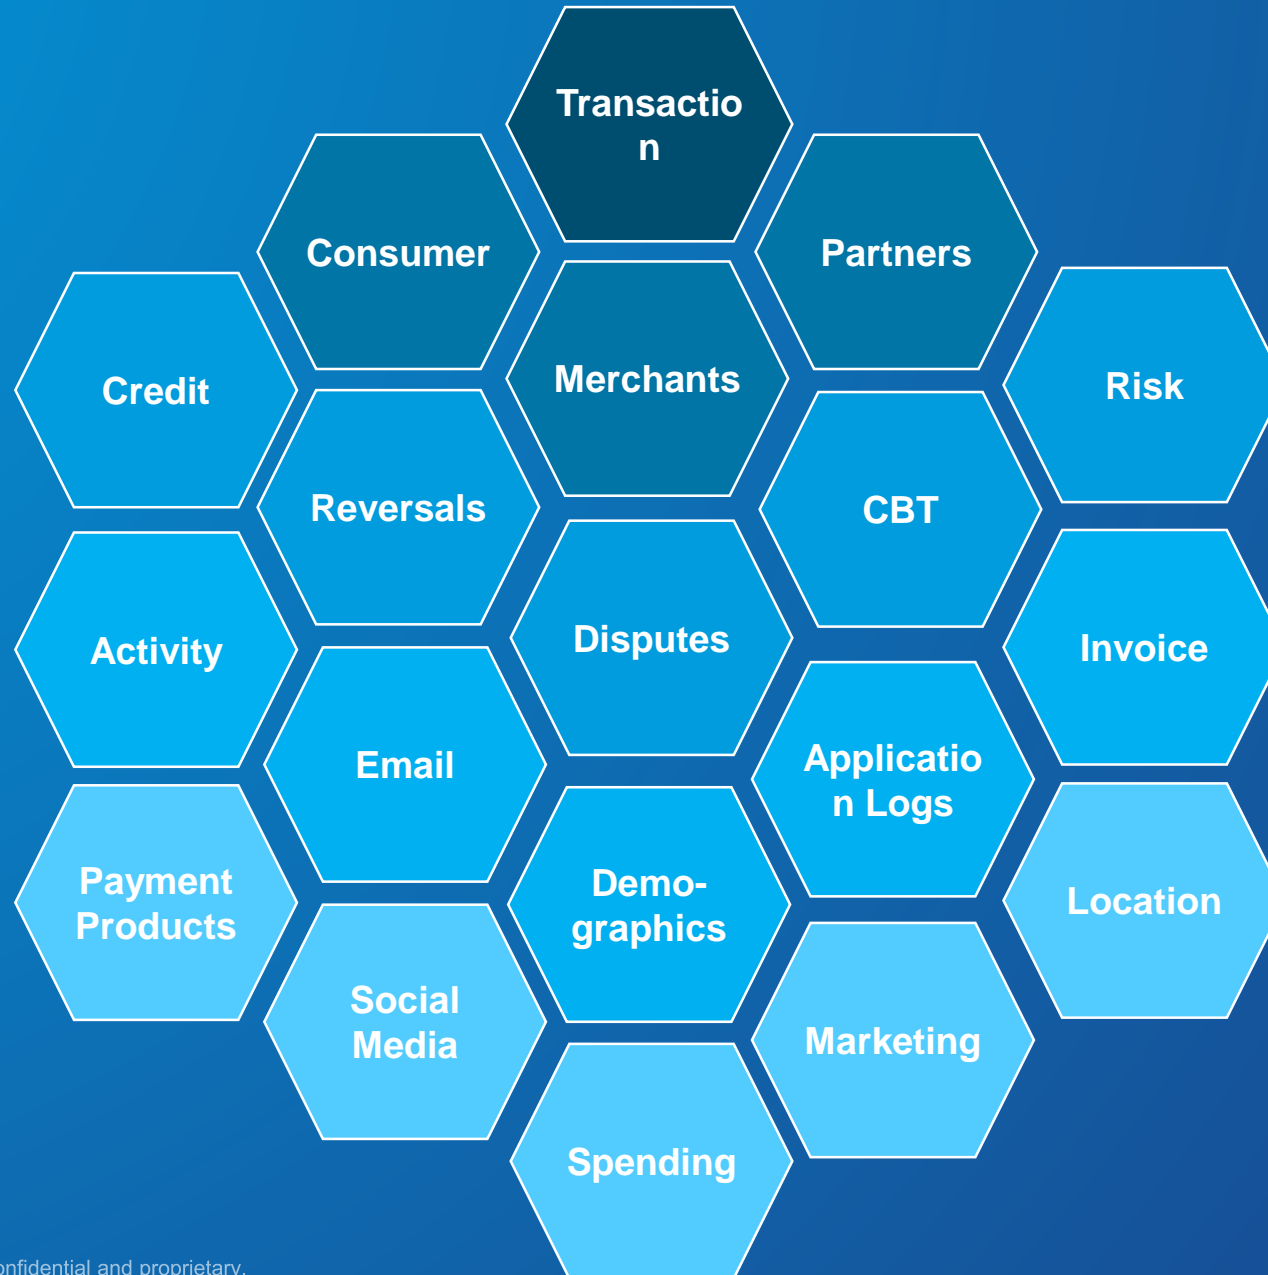 Transactio
n
Consumer
Partners
Merchants
Credit
Risk
Reversals
CBT
Disputes
Activity
Invoice
Email
Applicatio
n Logs
Payment
Products
Demo-
graphics
Location
Social
Media
Marketing
Spending
onfidential and proprietary.